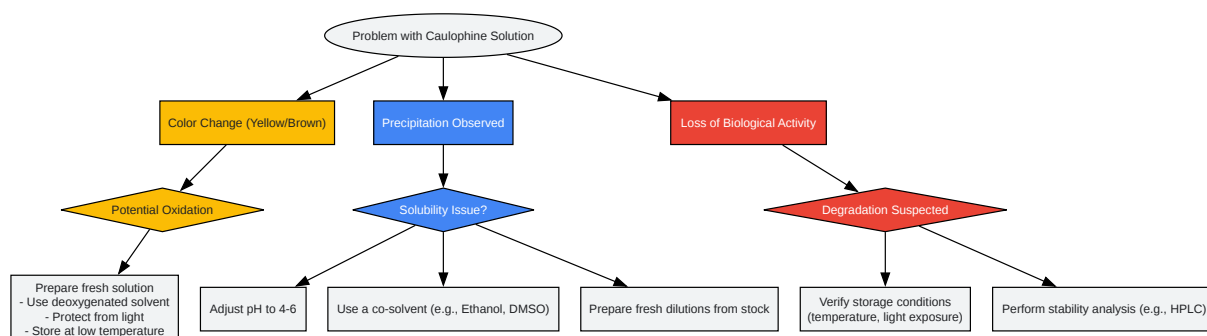 Problem with Caulophine Solution
Color Change (Yellow/Brown)
Precipitation Observed
Loss of Biological Activity
Potential Oxidation
Solubility Issue?
Degradation Suspected
Prepare fresh solution
- Use deoxygenated solvent
- Protect from light
- Store at low temperature
Adjust pH to 4-6
Use a co-solvent (e.g., Ethanol, DMSO)
Prepare fresh dilutions from stock
Verify storage conditions
(temperature, light exposure)
Perform stability analysis (e.g., HPLC)